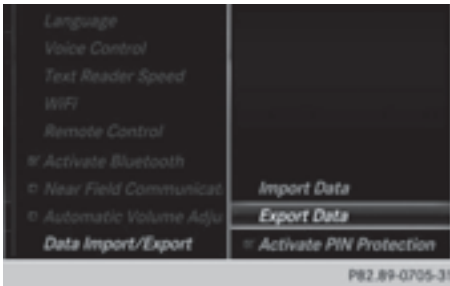 Language
Voice Control
Text Reader Speed
WiFi
Remote Control
Activate Bluetooth
Near Field Communicat
Automatic Volume Adju
Data Import/Export
Import Data
Export Data
Activate PIN Protection
P82.89-0705-31